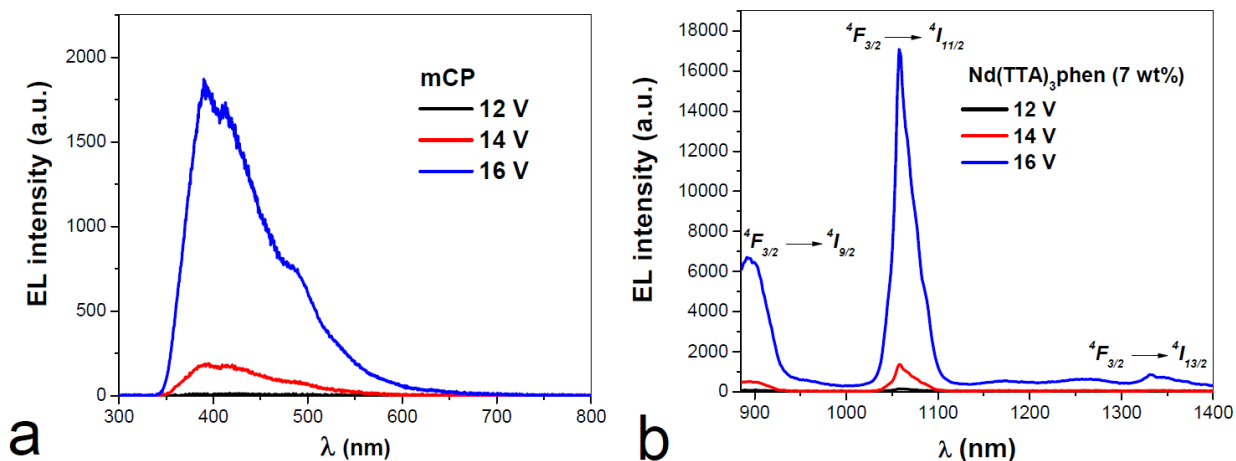 mCP
12 V
14 V
16 V
EL intensity (a.u.)
2000
1500
1000
500
0
300 400 500 600 700 800
λ (nm)
a
⁴F₃/₂ → ⁴I₁₁/₂
Nd(TTA)₃phen (7 wt%)
12 V
14 V
16 V
⁴F₃/₂ → ⁴I₉/₂
⁴F₃/₂ → ⁴I₁₃/₂
EL intensity (a.u.)
18000
16000
14000
12000
10000
8000
6000
4000
2000
0
900 1000 1100 1200 1300 1400
λ (nm)
b